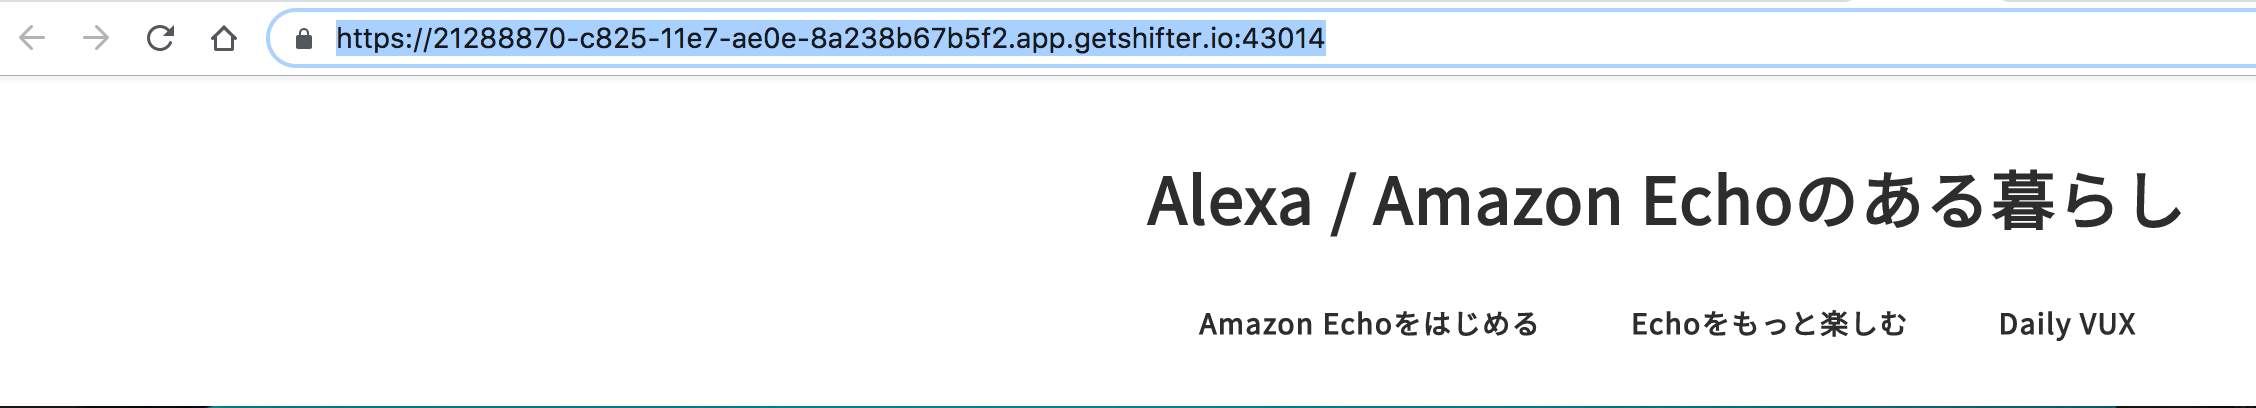 https://21288870-c825-11e7-ae0e-8a238b67b5f2.app.getshifter.io:43014
Alexa / Amazon Echoのある暮らし
Amazon Echoをはじめる Echoをもっと楽しむ Daily VUX